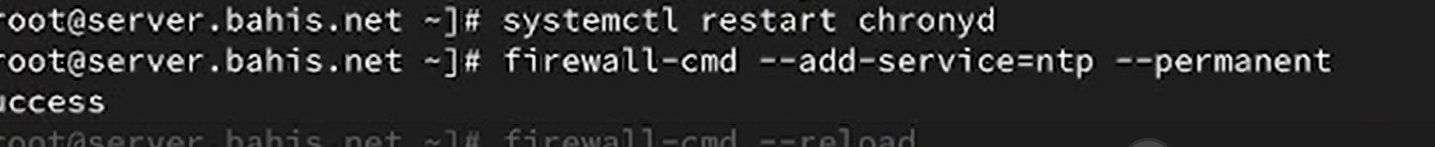 root@server.bahis.net ~]# systemctl restart chronyd
root@server.bahis.net ~]# firewall-cmd --add-service=ntp --permanent
uccess
root@server.bahis.net ~]# firewall-cmd --reload